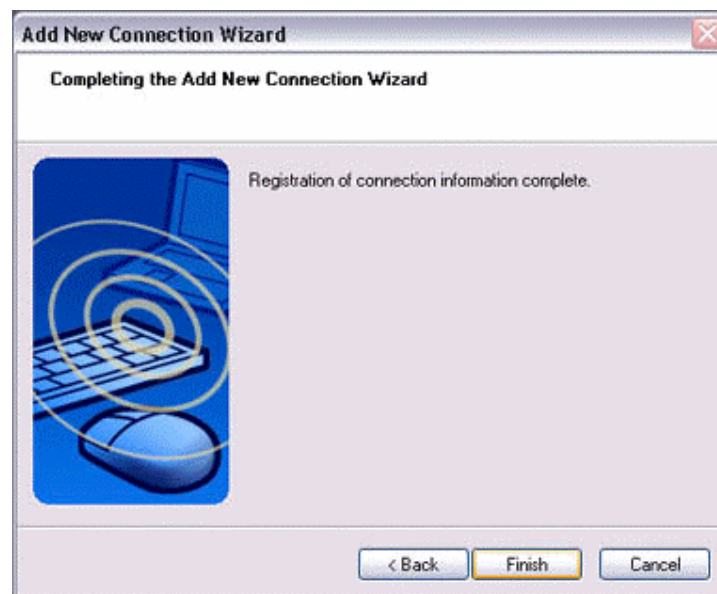 Add New Connection Wizard
Completing the Add New Connection Wizard
Registration of connection information complete.
< Back
Finish
Cancel